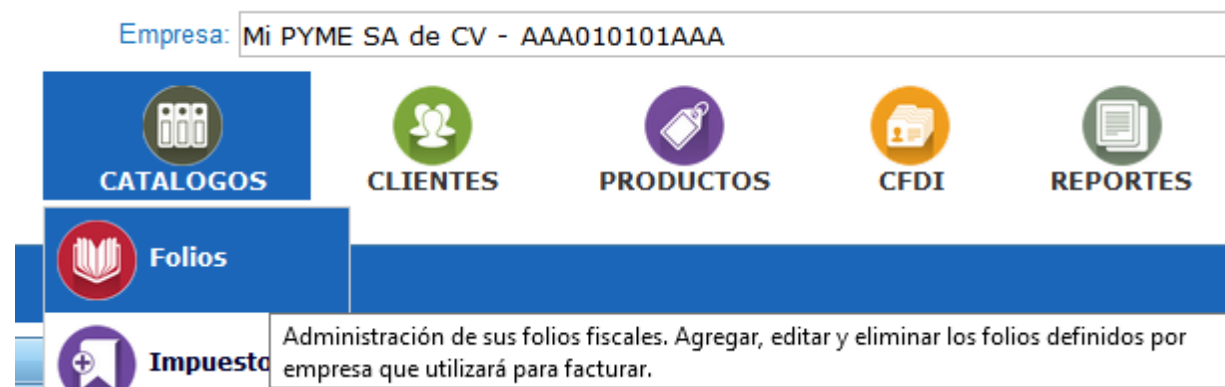 Empresa: Mi PYME SA de CV - AAA010101AAA
CATALOGOS CLIENTES PRODUCTOS CFDI REPORTES
Folios
Administración de sus folios fiscales. Agregar, editar y eliminar los folios definidos por
Impuesto empresa que utilizará para facturar.